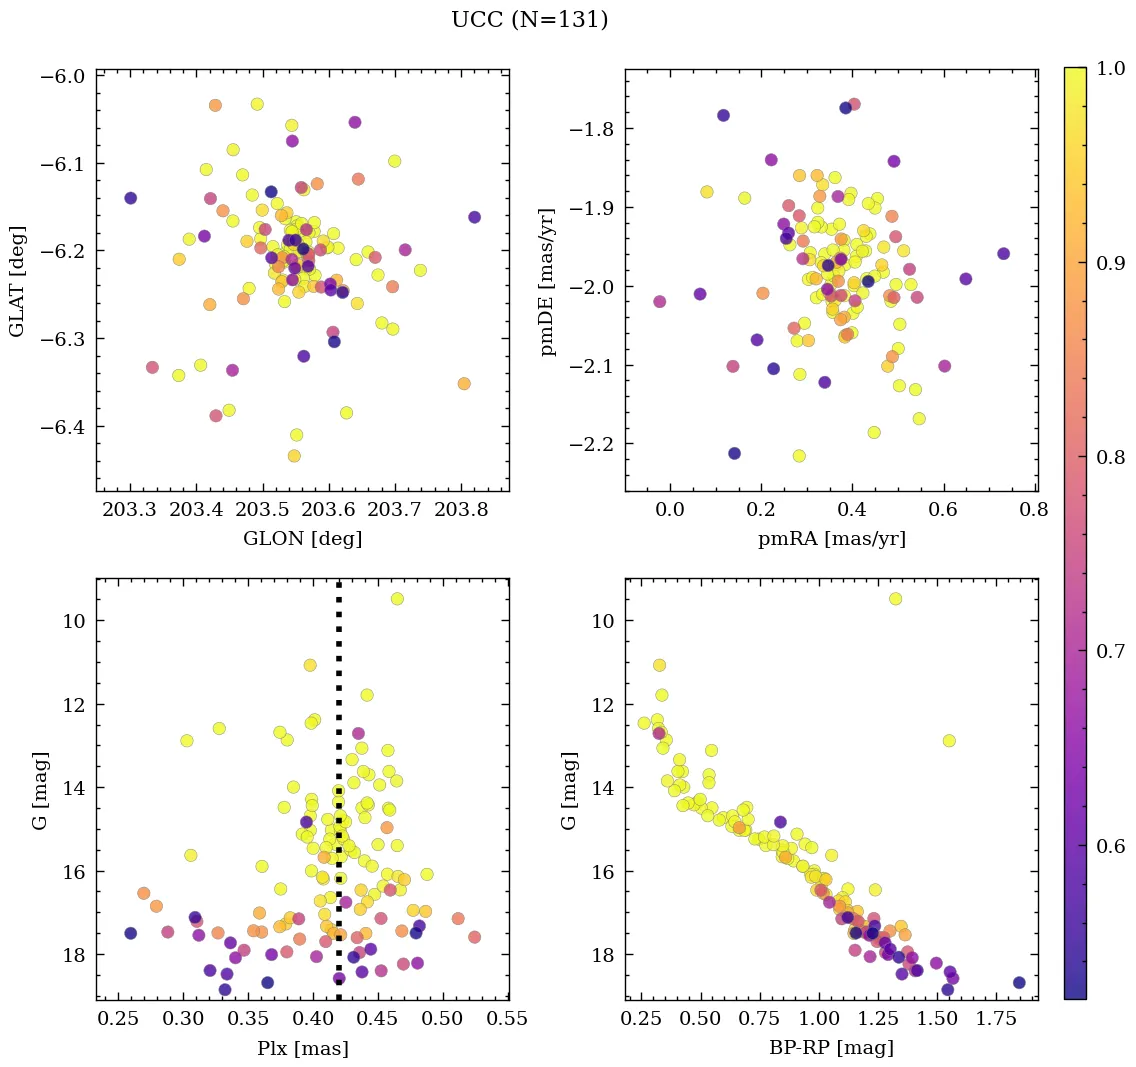 UCC (N=131)
−6.0
−6.1
−6.2
−6.3
−6.4
GLAT [deg]
203.3 203.4 203.5 203.6 203.7 203.8
GLON [deg]
−1.8
−1.9
−2.0
−2.1
−2.2
pmDE [mas/yr]
0.0 0.2 0.4 0.6 0.8
pmRA [mas/yr]
1.0
0.9
0.8
0.7
0.6
10
12
14
16
18
G [mag]
0.25 0.30 0.35 0.40 0.45 0.50 0.55
Plx [mas]
10
12
14
16
18
G [mag]
0.25 0.50 0.75 1.00 1.25 1.50 1.75
BP-RP [mag]